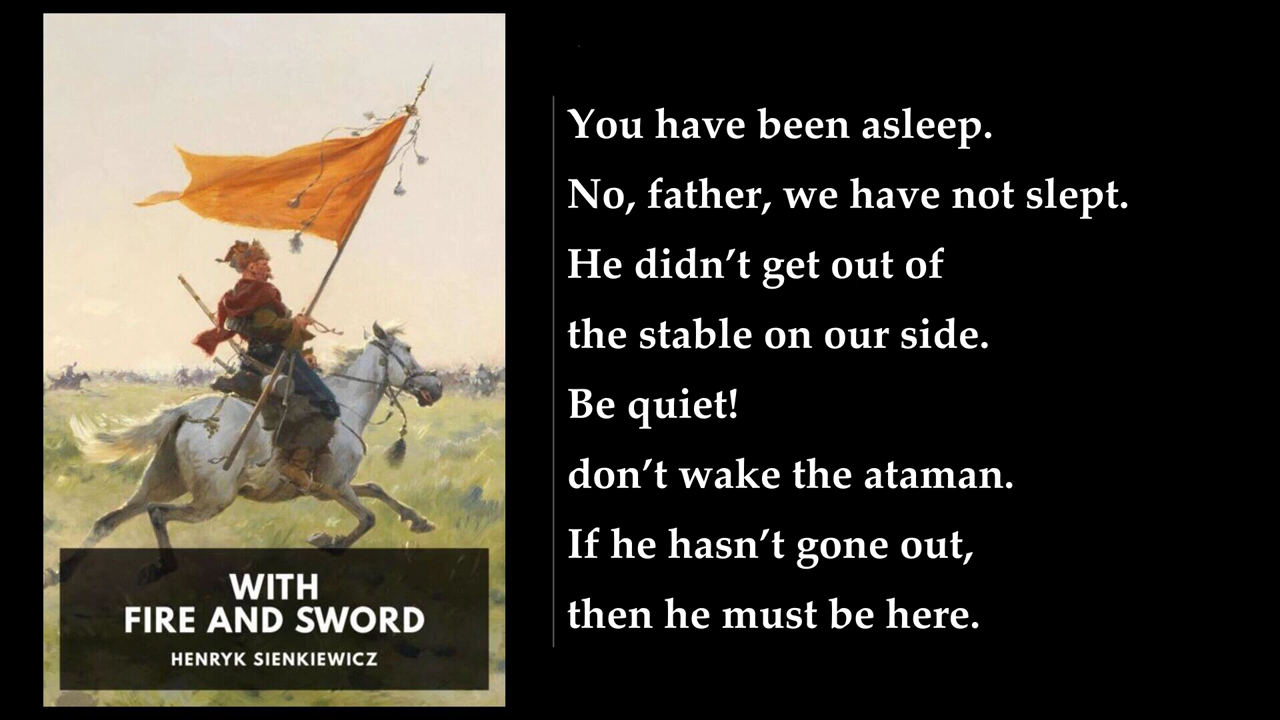 WITH
FIRE AND SWORD
HENRYK SIENKIEWICZ
You have been asleep.
No, father, we have not slept.
He didn’t get out of
the stable on our side.
Be quiet!
don’t wake the ataman.
If he hasn’t gone out,
then he must be here.